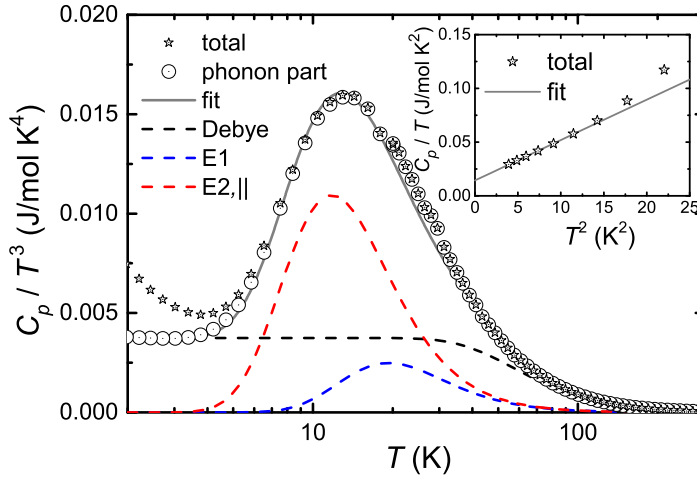 C_p / T^3 (J/mol K^4)
0.020
0.015
0.010
0.005
0.000
total
phonon part
fit
Debye
E1
E2,||
10
100
T (K)
C_p / T (J/mol K^2)
0.15
0.10
0.05
0.00
total
fit
0 5 10 15 20 25
T^2 (K^2)